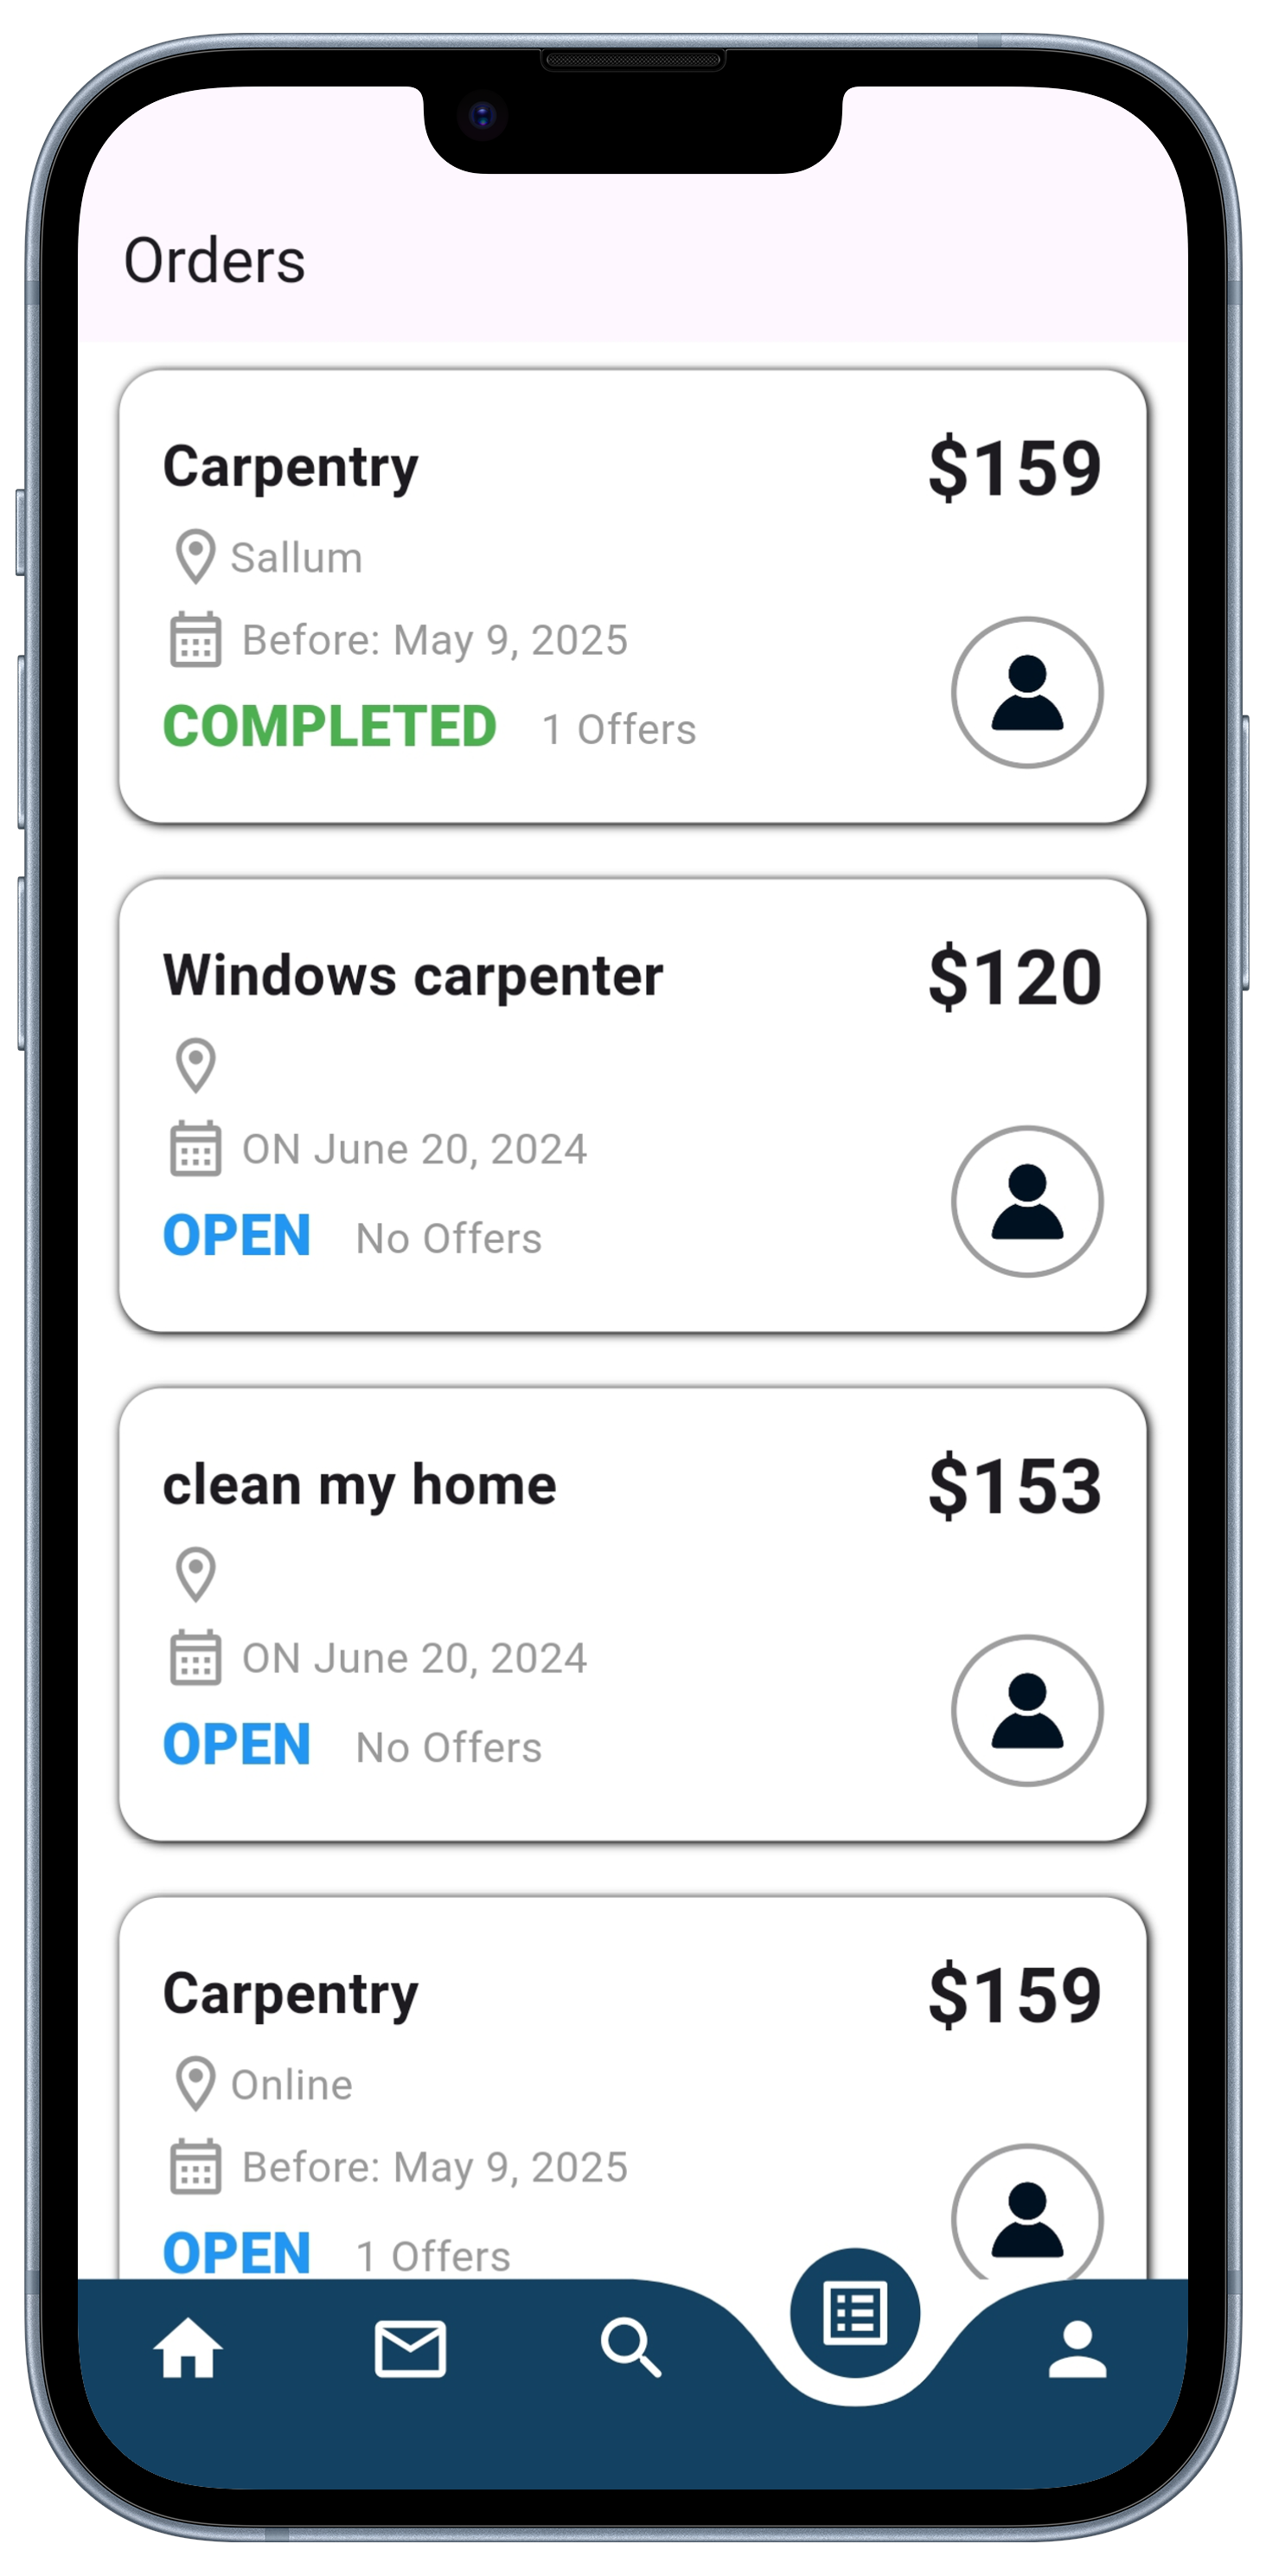 Orders
Carpentry
$159
Sallum
Before: May 9, 2025
COMPLETED 1 Offers
Windows carpenter
$120
ON June 20, 2024
OPEN No Offers
clean my home
$153
ON June 20, 2024
OPEN No Offers
Carpentry
$159
Online
Before: May 9, 2025
OPEN 1 Offers